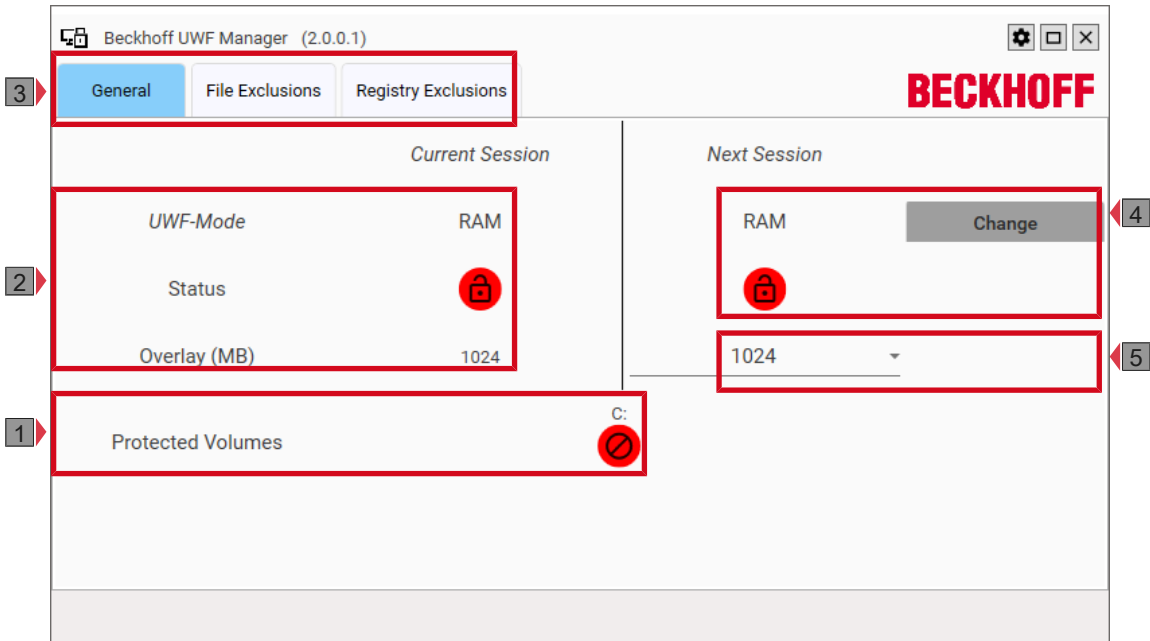 Beckhoff UWF Manager (2.0.0.1)
3
General File Exclusions Registry Exclusions
BECKHOFF
Current Session Next Session
UWF-Mode RAM RAM Change
4
2
Status
Overlay (MB) 1024 1024
5
C:
1
Protected Volumes